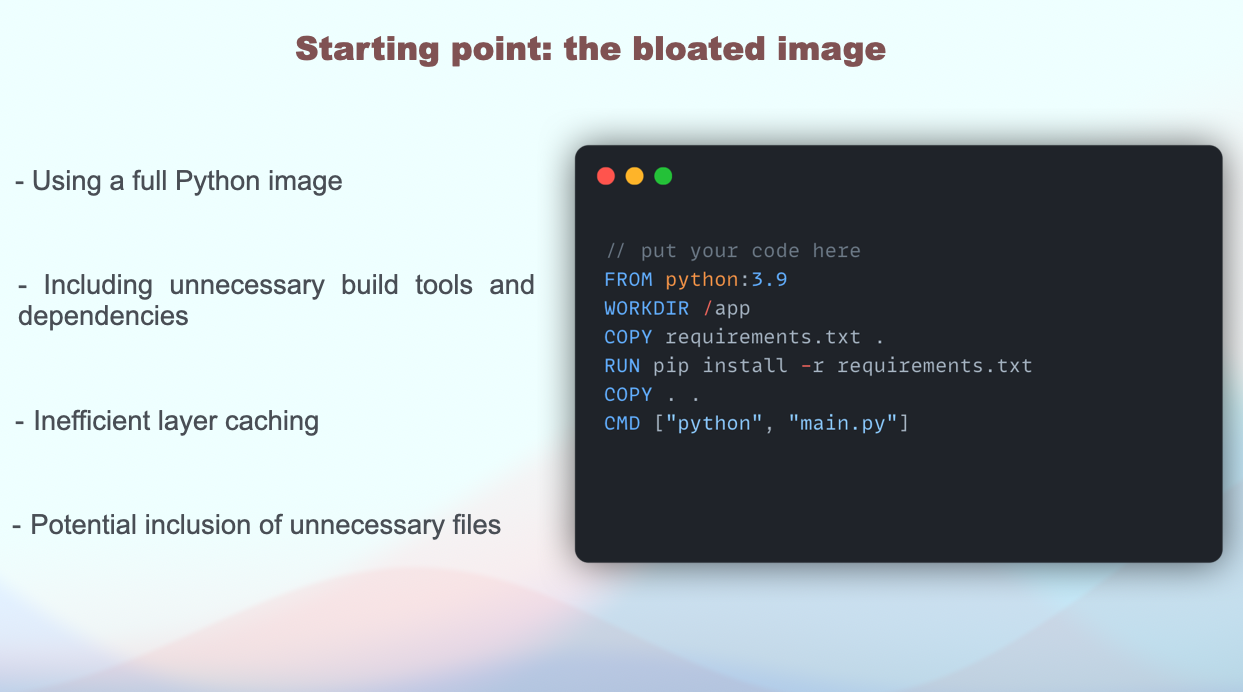 Starting point: the bloated image
- Using a full Python image
- Including unnecessary build tools and
dependencies
- Inefficient layer caching
- Potential inclusion of unnecessary files
// put your code here
FROM python:3.9
WORKDIR /app
COPY requirements.txt .
RUN pip install -r requirements.txt
COPY . .
CMD ["python", "main.py"]